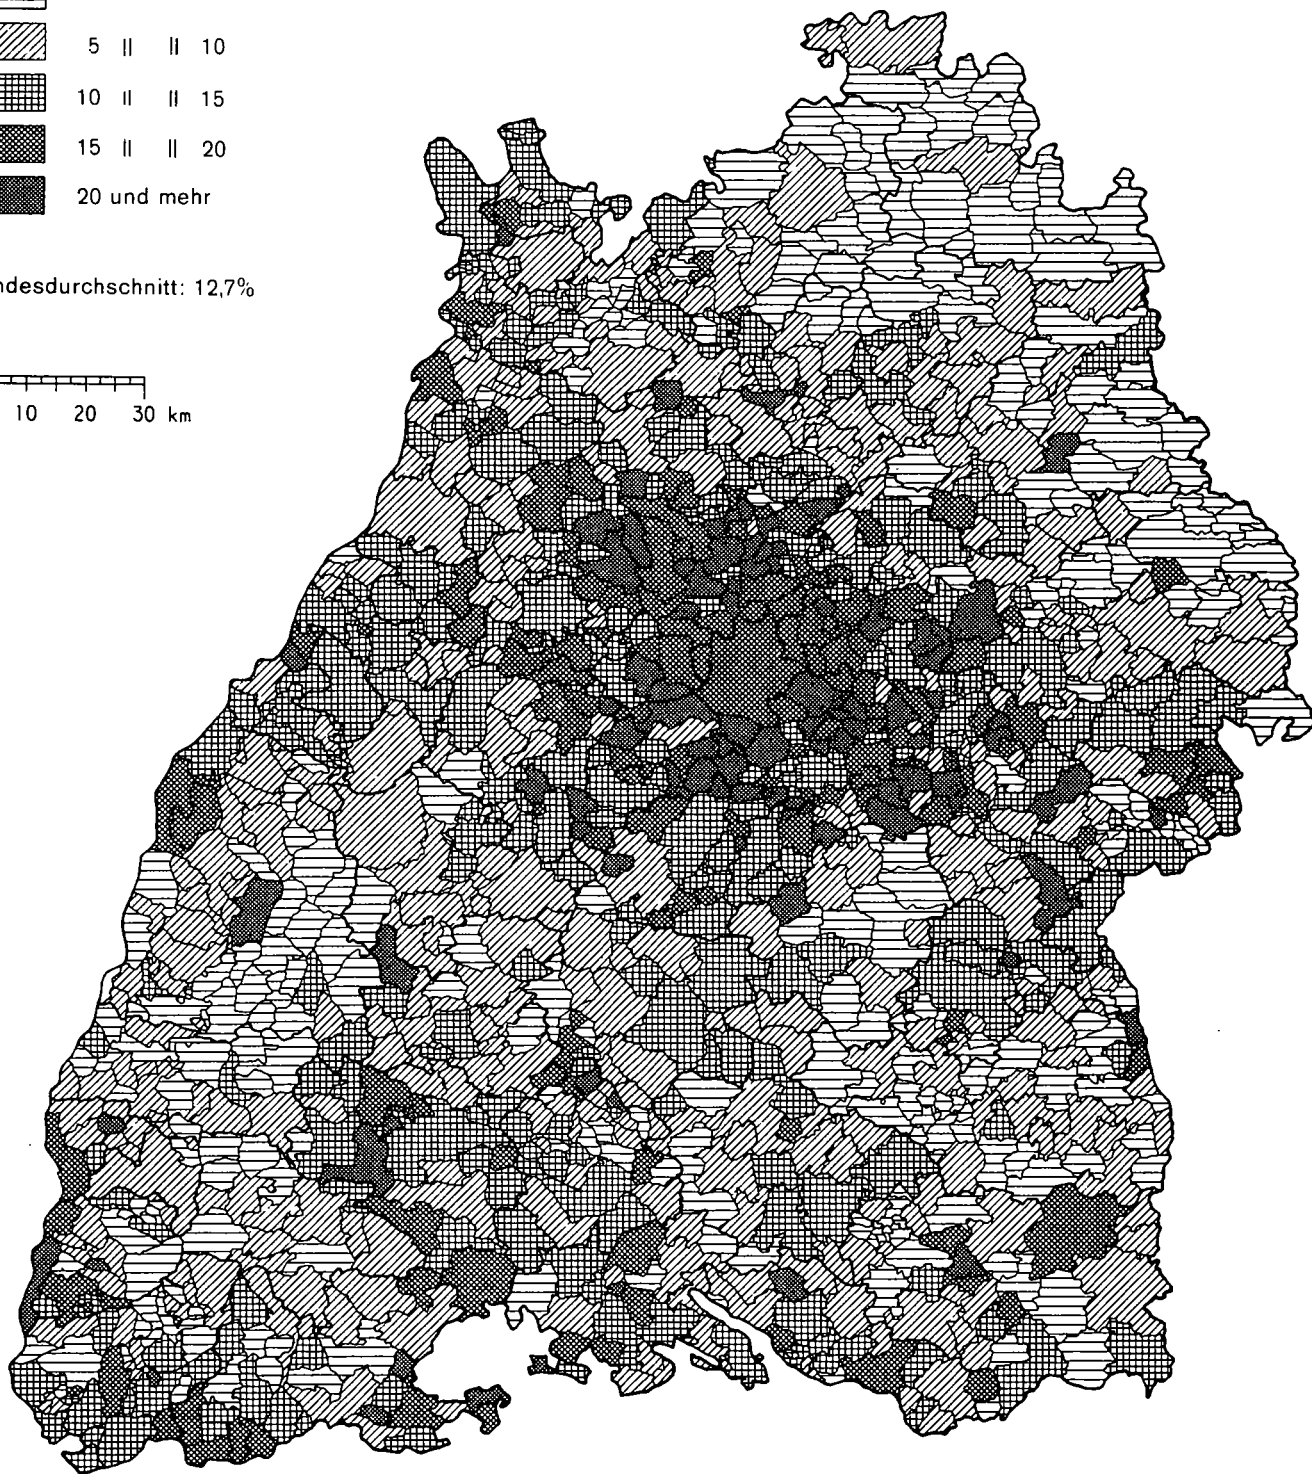 5 " " 10
10 " " 15
15 " " 20
20 und mehr
ndesdurchschnitt: 12,7%
10 20 30 km